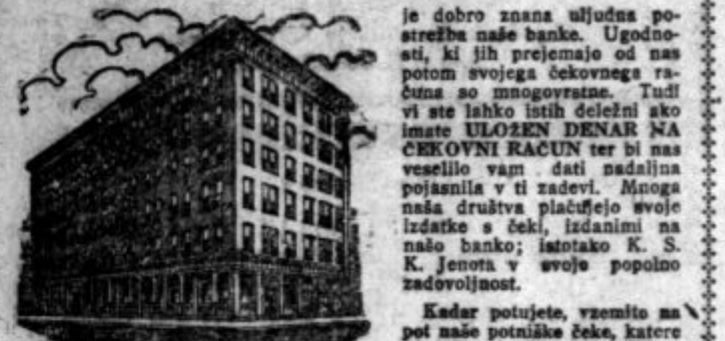 je dobro znana uljudna po-
strežba naše banke. Ugodno-
sti, ki jih prejemajo od nas
potom svojega čekovnega ra-
čuna so mnogovrstne. Tudi
vi ste lahko istih deležni ako
imate ULOŽEN DENAR NA
ČEKOVNI RAČUN ter bi nas
veselilo vam dati nadaljna
pojasnila v ti zadevi. Mnoga
naša društva plačujejo svoje
izdatke s čeki, izdanimi na
našo banko; istotako K. S.
K. Jenota v svojo popolno
zadovoljnost.
Kadar potujete, vzemite na
pot naše potniške čeke, katere